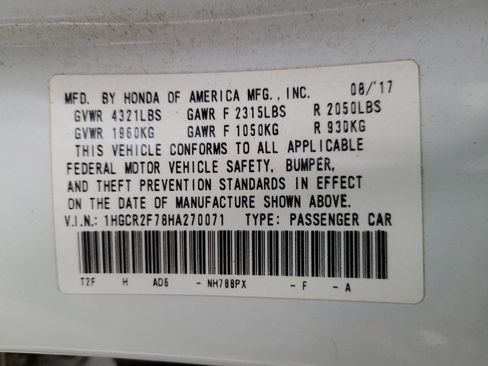 MFD. BY HONDA OF AMERICA MFG., INC. 08/'17
GVWR 4321LBS GAWR F 2315LBS R 2050LBS
GVWR 1960KG GAWR F 1050KG R 930KG
THIS VEHICLE CONFORMS TO ALL APPLICABLE
FEDERAL MOTOR VEHICLE SAFETY, BUMPER,
AND THEFT PREVENTION STANDARDS IN EFFECT
ON THE DATE OF MANUFACTURE SHOWN ABOVE.
V.I.N.: 1HGCR2F78HA270071 TYPE: PASSENGER CAR
T2F H AD6 - NH788PX - F - A